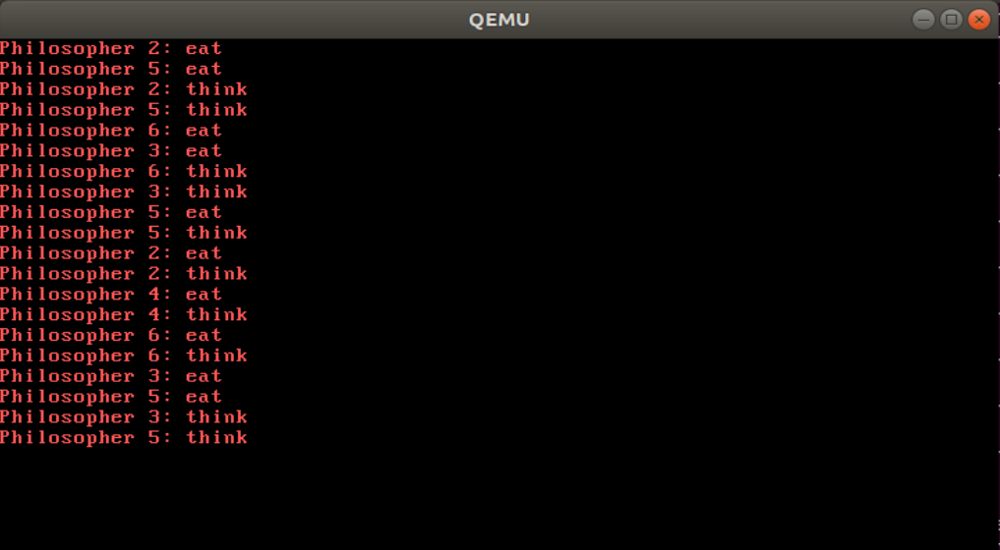 QEMU
Philosopher 2: eat
Philosopher 5: eat
Philosopher 2: think
Philosopher 5: think
Philosopher 6: eat
Philosopher 3: eat
Philosopher 6: think
Philosopher 3: think
Philosopher 5: eat
Philosopher 5: think
Philosopher 2: eat
Philosopher 2: think
Philosopher 4: eat
Philosopher 4: think
Philosopher 6: eat
Philosopher 6: think
Philosopher 3: eat
Philosopher 5: eat
Philosopher 3: think
Philosopher 5: think